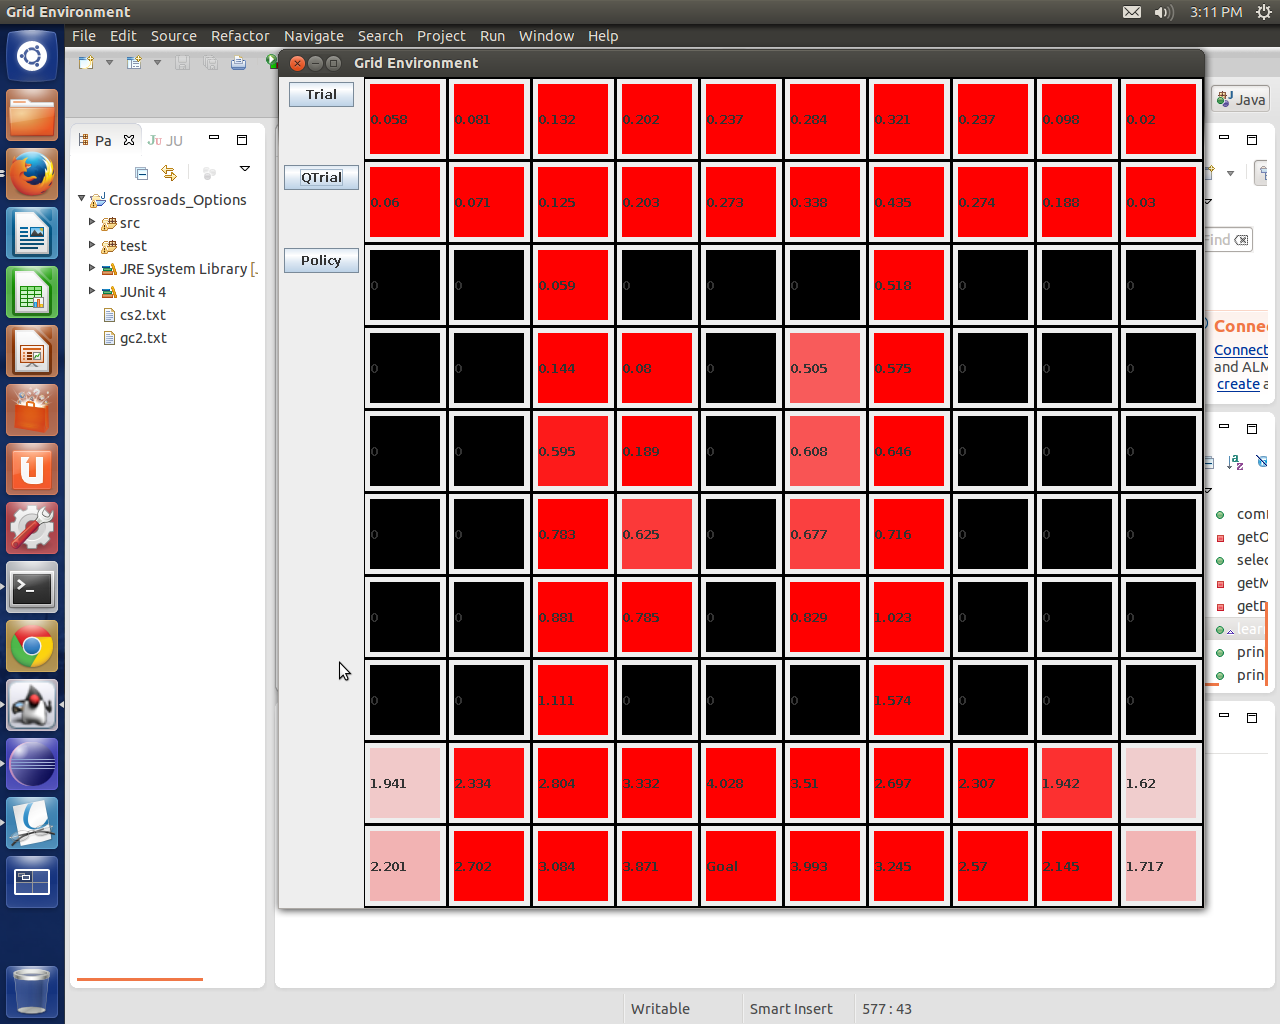 Grid Environment
3:11 PM
File Edit Source Refactor Navigate Search Project Run Window Help
Grid Environment
Java
Pa JU
Crossroads_Options
src
test
JRE System Library [.
JUnit 4
cs2.txt
gc2.txt
Trial
QTrial
Policy
0.058 0.081 0.132 0.202 0.237 0.284 0.321 0.237 0.098 0.02
0.06 0.071 0.125 0.203 0.273 0.338 0.435 0.274 0.188 0.03
0 0 0.059 0 0 0 0.518 0 0 0
0 0 0.144 0.08 0 0.505 0.575 0 0 0
0 0 0.595 0.189 0 0.608 0.646 0 0 0
0 0 0.783 0.625 0 0.677 0.716 0 0 0
0 0 0.881 0.785 0 0.829 1.023 0 0 0
0 0 1.111 0 0 0 1.574 0 0 0
1.941 2.334 2.804 3.332 4.028 3.51 2.697 2.307 1.942 1.62
2.201 2.702 3.084 3.871 Goal 3.993 3.245 2.57 2.145 1.717
Find
Connec
Connect
and ALM
create a
com
getO
selec
getM
getD
lear
prin
prin
Writable Smart Insert 577 : 43